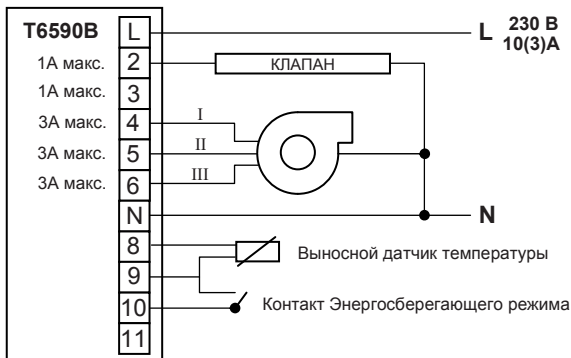 T6590B
L
L
230 В
10(3)А
1А макс.
2
КЛАПАН
1А макс.
3
3А макс.
4
I
3А макс.
5
II
3А макс.
6
III
N
N
8
Выносной датчик температуры
9
10
Контакт Энергосберегающего режима
11